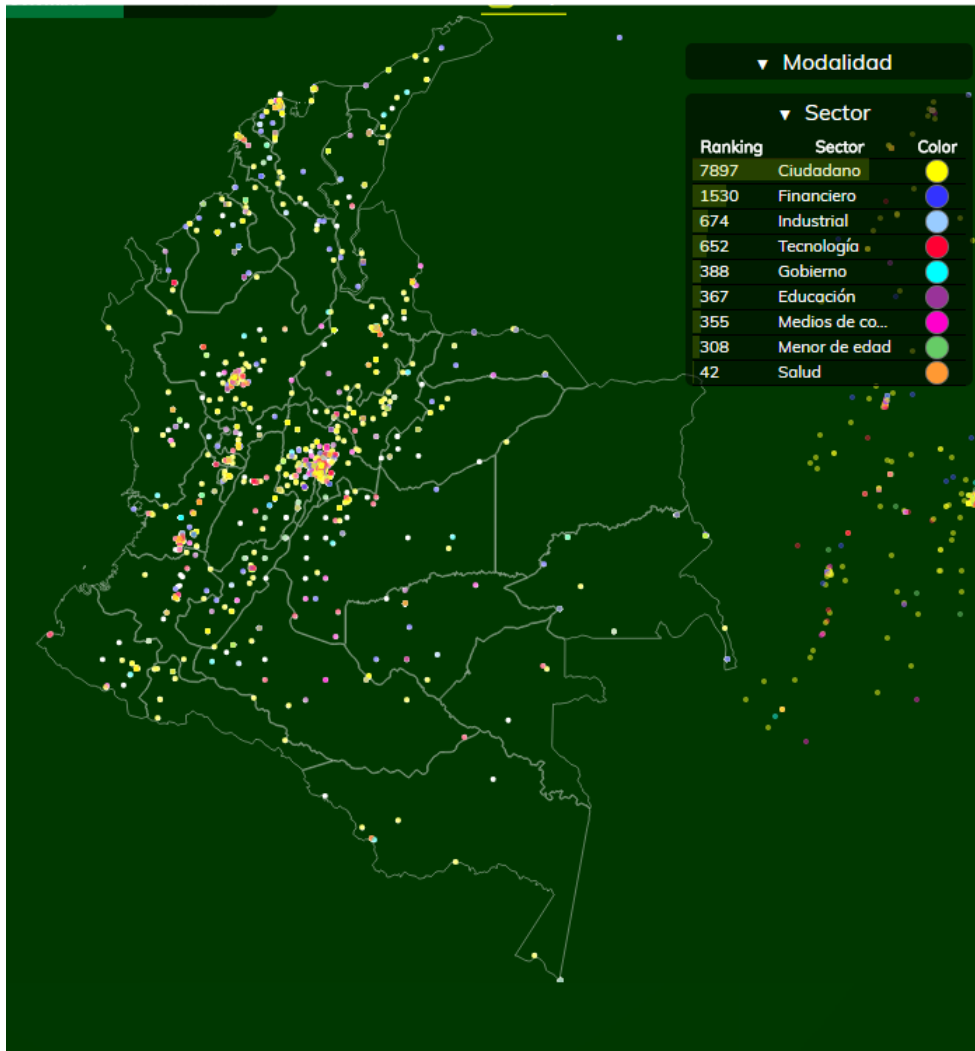 ▼ Modalidad
▼ Sector
Ranking Sector Color
7897 Ciudadano
1530 Financiero
674 Industrial
652 Tecnología
388 Gobierno
367 Educación
355 Medios de co...
308 Menor de edad
42 Salud